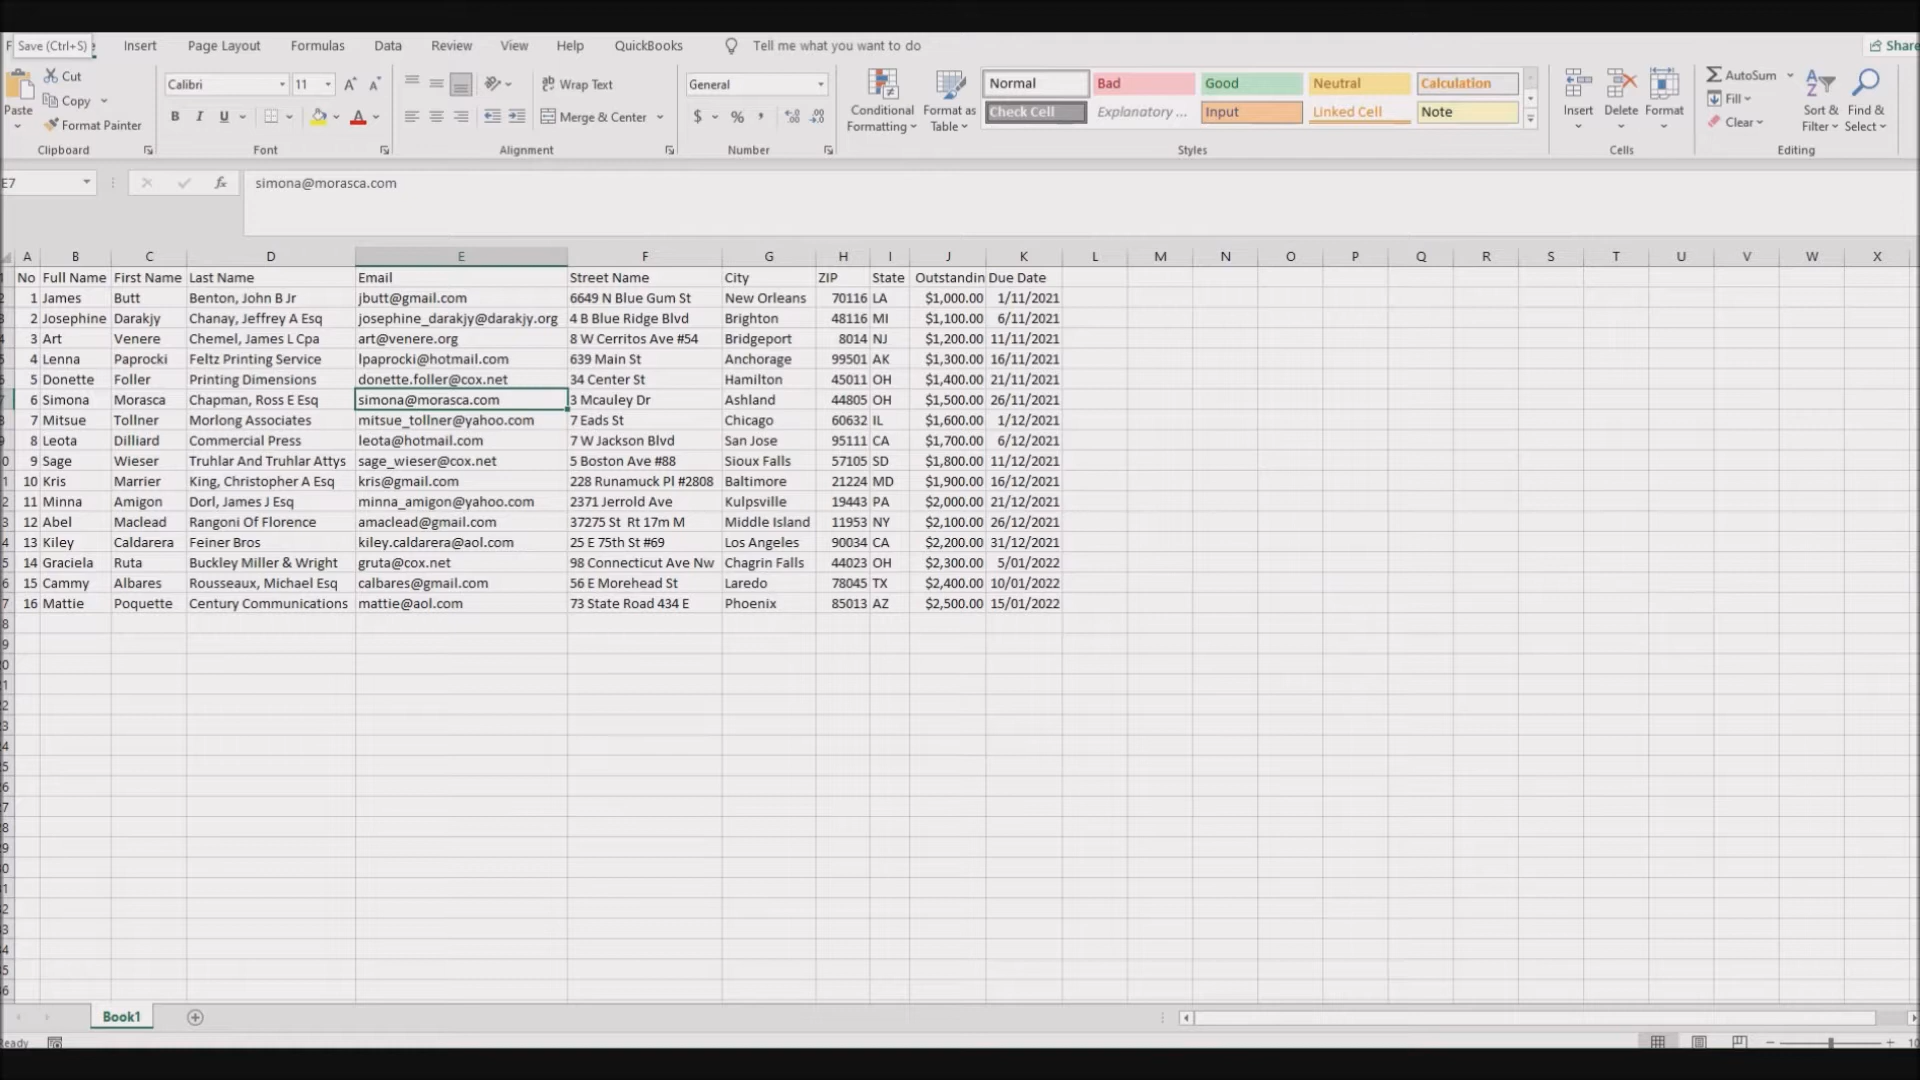 Save (Ctrl+S) Insert Page Layout Formulas Data Review View Help QuickBooks Tell me what you want to do Share
Cut Calibri 11 Wrap Text General Normal Bad Good Neutral Calculation AutoSum
Paste Copy Merge & Center $ % , Conditional Formatting Format as Table Check Cell Explanatory ... Input Linked Cell Note Insert Delete Format Fill Sort & Filter Find & Select
Format Painter B I U Clear
Clipboard Font Alignment Number Styles Cells Editing
E7 fx simona@morasca.com
A B C D E F G H I J K L M N O P Q R S T U V W X
No Full Name First Name Last Name Email Street Name City ZIP State Outstandin Due Date
1 James Butt Benton, John B Jr jbutt@gmail.com 6649 N Blue Gum St New Orleans 70116 LA $1,000.00 1/11/2021
2 Josephine Darakjy Chanay, Jeffrey A Esq josephine_darakjy@darakjy.org 4 B Blue Ridge Blvd Brighton 48116 MI $1,100.00 6/11/2021
3 Art Venere Chemel, James L Cpa art@venere.org 8 W Cerritos Ave #54 Bridgeport 8014 NJ $1,200.00 11/11/2021
4 Lenna Paprocki Feltz Printing Service lpaprocki@hotmail.com 639 Main St Anchorage 99501 AK $1,300.00 16/11/2021
5 Donette Foller Printing Dimensions donette.foller@cox.net 34 Center St Hamilton 45011 OH $1,400.00 21/11/2021
6 Simona Morasca Chapman, Ross E Esq simona@morasca.com 3 Mcauley Dr Ashland 44805 OH $1,500.00 26/11/2021
7 Mitsue Tollner Morlong Associates mitsue_tollner@yahoo.com 7 Eads St Chicago 60632 IL $1,600.00 1/12/2021
8 Leota Dilliard Commercial Press leota@hotmail.com 7 W Jackson Blvd San Jose 95111 CA $1,700.00 6/12/2021
9 Sage Wieser Truhlar And Truhlar Attys sage_wieser@cox.net 5 Boston Ave #88 Sioux Falls 57105 SD $1,800.00 11/12/2021
10 Kris Marrier King, Christopher A Esq kris@gmail.com 228 Runamuck Pl #2808 Baltimore 21224 MD $1,900.00 16/12/2021
11 Minna Amigon Dorl, James J Esq minna_amigon@yahoo.com 2371 Jerrold Ave Kulpsville 19443 PA $2,000.00 21/12/2021
12 Abel Maclead Rangoni Of Florence amaclead@gmail.com 37275 St Rt 17m M Middle Island 11953 NY $2,100.00 26/12/2021
13 Kiley Caldarera Feiner Bros kiley.caldarera@aol.com 25 E 75th St #69 Los Angeles 90034 CA $2,200.00 31/12/2021
14 Graciela Ruta Buckley Miller & Wright gruta@cox.net 98 Connecticut Ave Nw Chagrin Falls 44023 OH $2,300.00 5/01/2022
15 Cammy Albares Rousseaux, Michael Esq calbares@gmail.com 56 E Morehead St Laredo 78045 TX $2,400.00 10/01/2022
16 Mattie Poquette Century Communications mattie@aol.com 73 State Road 434 E Phoenix 85013 AZ $2,500.00 15/01/2022
Book1